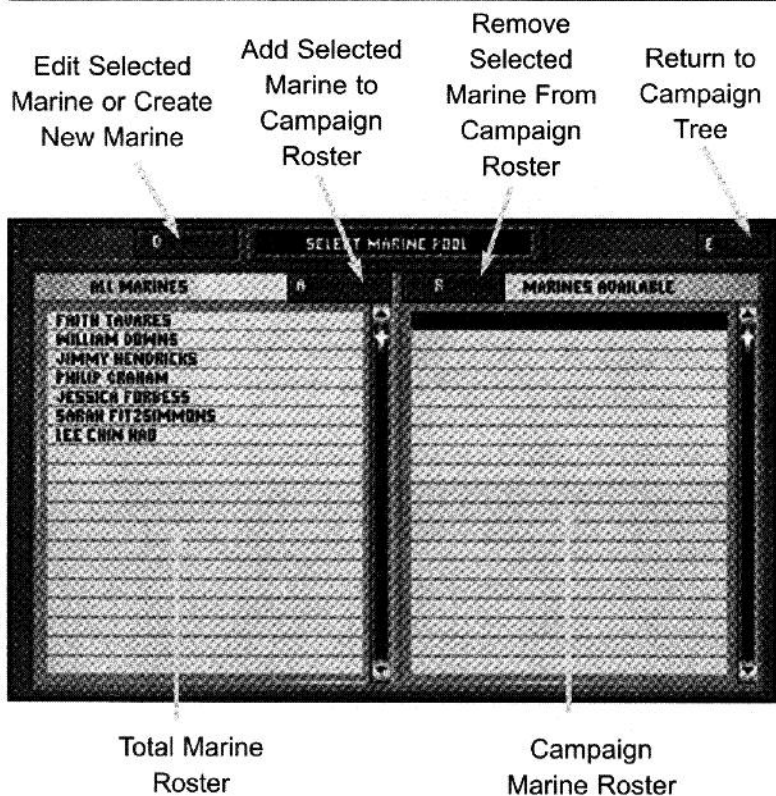 Edit Selected
Marine or Create
New Marine
Add Selected
Marine to
Campaign
Roster
Remove
Selected
Marine From
Campaign
Roster
Return to
Campaign
Tree
SELECT MARINE POOL
E
ALL MARINES
A
R
MARINES AVAILABLE
FAITH TAVARES
WILLIAM DOWNS
JIMMY HENDRICKS
PHILIP GRAHAM
JESSICA FORBESS
SARAH FITZSIMMONS
LEE CHIN HAO
Total Marine
Roster
Campaign
Marine Roster